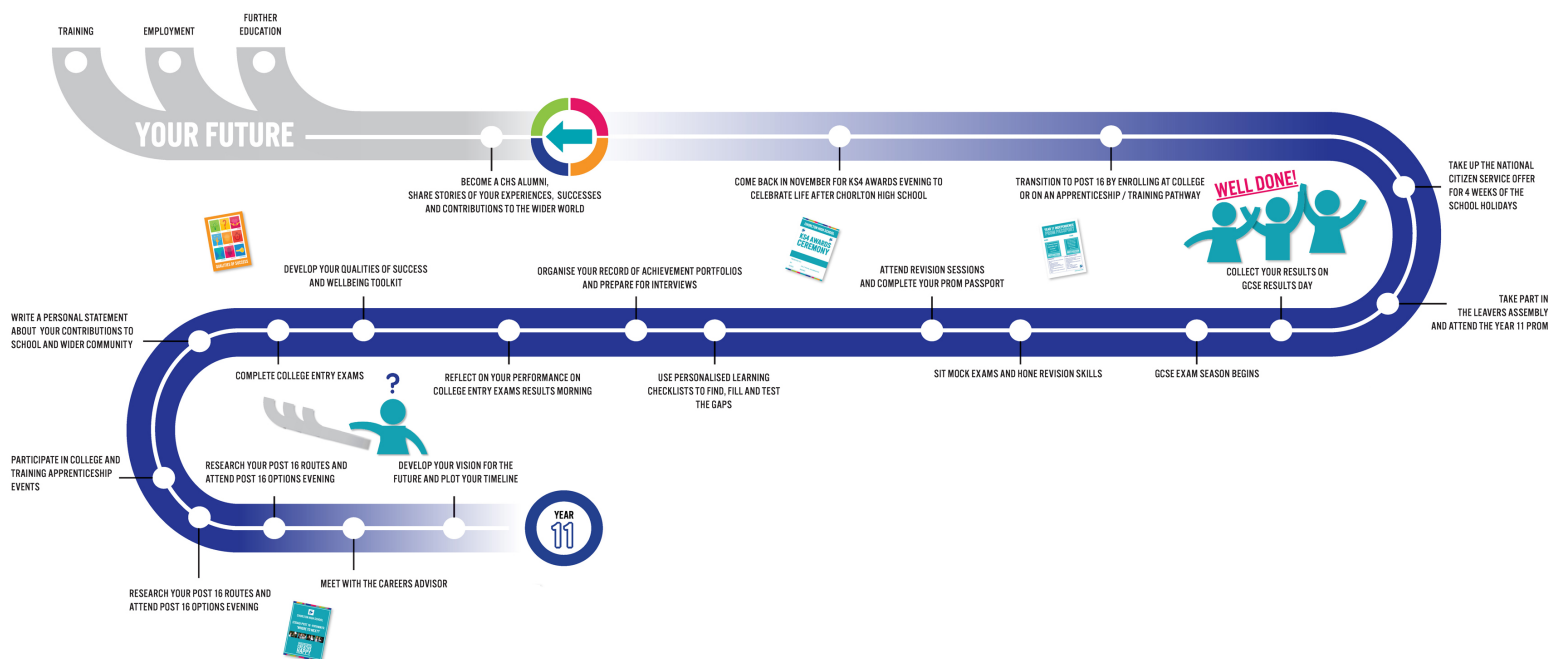 TRAINING
EMPLOYMENT
FURTHER
EDUCATION
YOUR FUTURE
BECOME A CHS ALUMNI,
SHARE STORIES OF YOUR EXPERIENCES, SUCCESSES
AND CONTRIBUTIONS TO THE WIDER WORLD
COME BACK IN NOVEMBER FOR KS4 AWARDS EVENING TO
CELEBRATE LIFE AFTER CHORLTON HIGH SCHOOL
TRANSITION TO POST 16 BY ENROLLING AT COLLEGE
OR ON AN APPRENTICESHIP / TRAINING PATHWAY
WELL DONE!
TAKE UP THE NATIONAL
CITIZEN SERVICE OFFER
FOR 4 WEEKS OF THE
SCHOOL HOLIDAYS
KS4 AWARDS
CEREMONY
DEVELOP YOUR QUALITIES OF SUCCESS
AND WELLBEING TOOLKIT
ORGANISE YOUR RECORD OF ACHIEVEMENT PORTFOLIOS
AND PREPARE FOR INTERVIEWS
ATTEND REVISION SESSIONS
AND COMPLETE YOUR PROM PASSPORT
COLLECT YOUR RESULTS ON
GCSE RESULTS DAY
TAKE PART IN
THE LEAVERS ASSEMBLY
AND ATTEND THE YEAR 11 PROM
WRITE A PERSONAL STATEMENT
ABOUT YOUR CONTRIBUTIONS TO
SCHOOL AND WIDER COMMUNITY
COMPLETE COLLEGE ENTRY EXAMS
REFLECT ON YOUR PERFORMANCE ON
COLLEGE ENTRY EXAMS RESULTS MORNING
USE PERSONALISED LEARNING
CHECKLISTS TO FIND, FILL AND TEST
THE GAPS
SIT MOCK EXAMS AND HONE REVISION SKILLS
GCSE EXAM SEASON BEGINS
?
PARTICIPATE IN COLLEGE AND
TRAINING APPRENTICESHIP
EVENTS
RESEARCH YOUR POST 16 ROUTES AND
ATTEND POST 16 OPTIONS EVENING
DEVELOP YOUR VISION FOR THE
FUTURE AND PLOT YOUR TIMELINE
YEAR
11
MEET WITH THE CAREERS ADVISOR
RESEARCH YOUR POST 16 ROUTES AND
ATTEND POST 16 OPTIONS EVENING